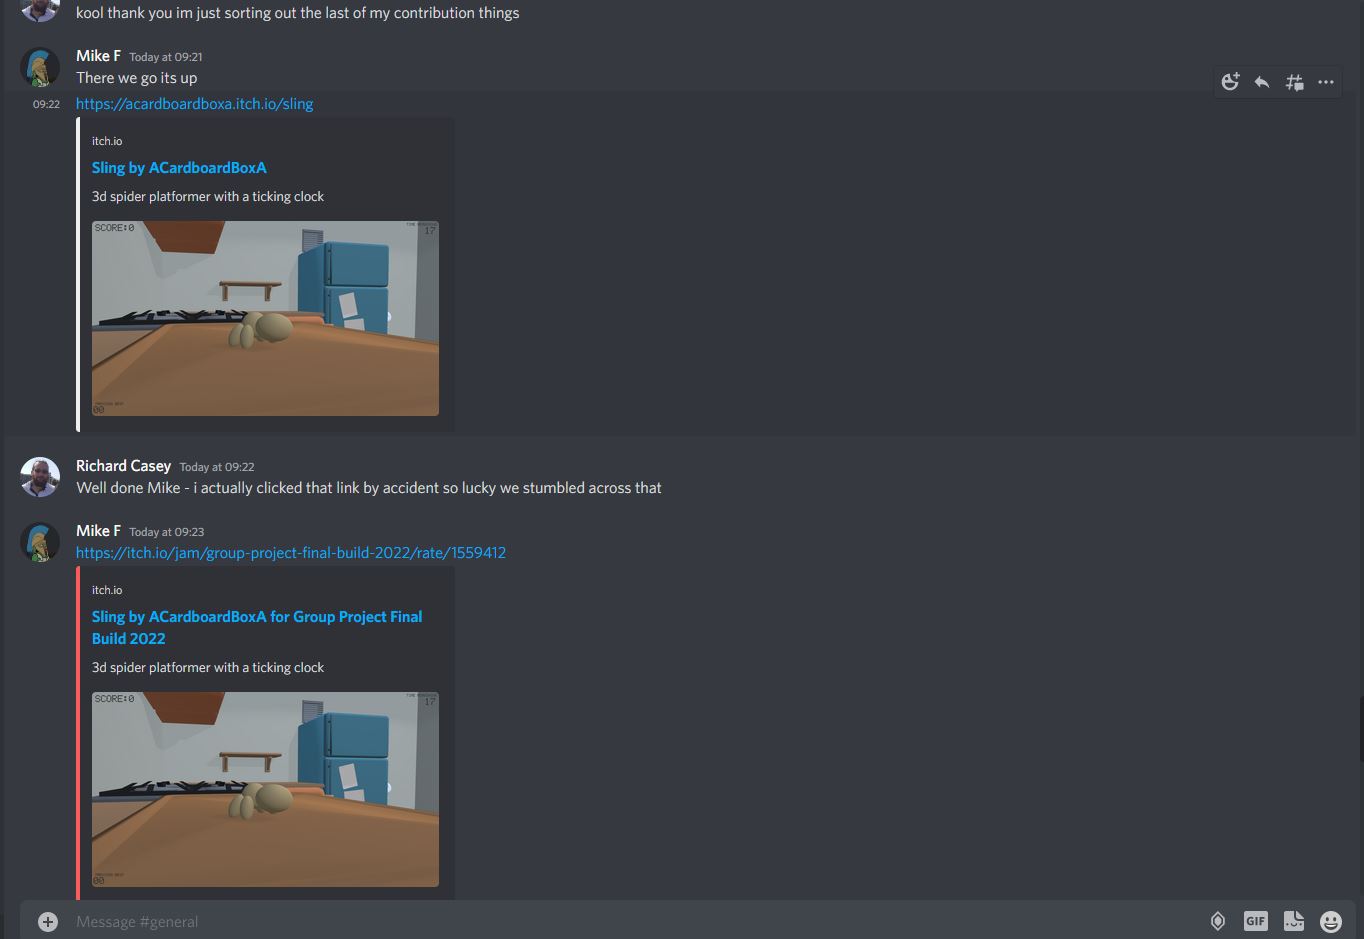 kool thank you im just sorting out the last of my contribution things
Mike F Today at 09:21
There we go its up
09:22 https://acardboardboxa.itch.io/sling
itch.io
Sling by ACardboardBoxA
3d spider platformer with a ticking clock
SCORE:0
17
00
Richard Casey Today at 09:22
Well done Mike - i actually clicked that link by accident so lucky we stumbled across that
Mike F Today at 09:23
https://itch.io/jam/group-project-final-build-2022/rate/1559412
itch.io
Sling by ACardboardBoxA for Group Project Final
Build 2022
3d spider platformer with a ticking clock
SCORE:0
17
00
Message #general
GIF